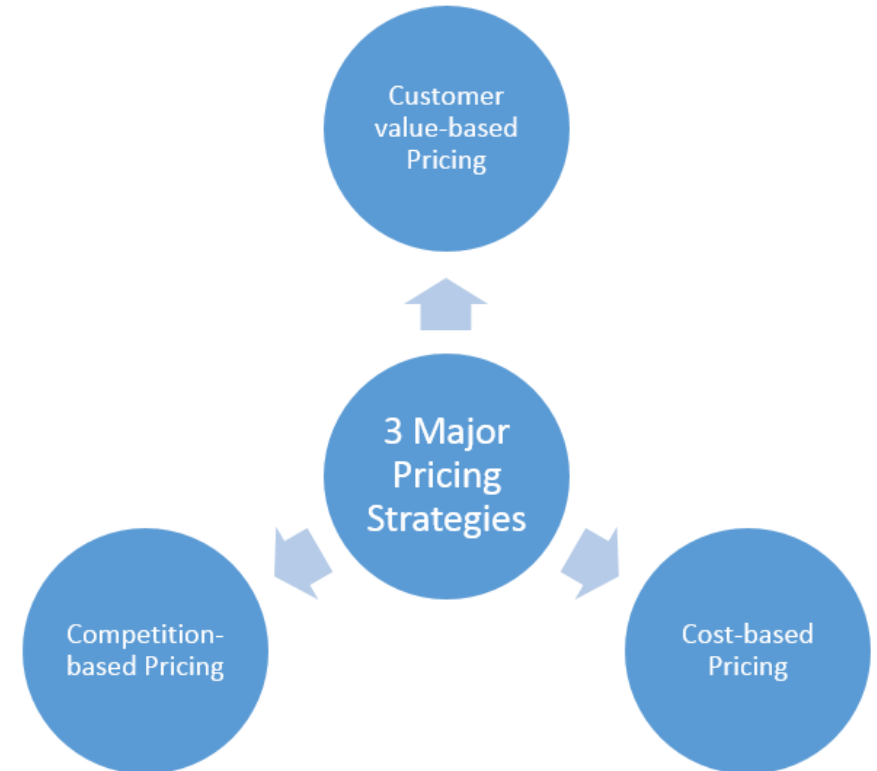 Customer
value-based
Pricing
3 Major
Pricing
Strategies
Competition-
based Pricing
Cost-based
Pricing